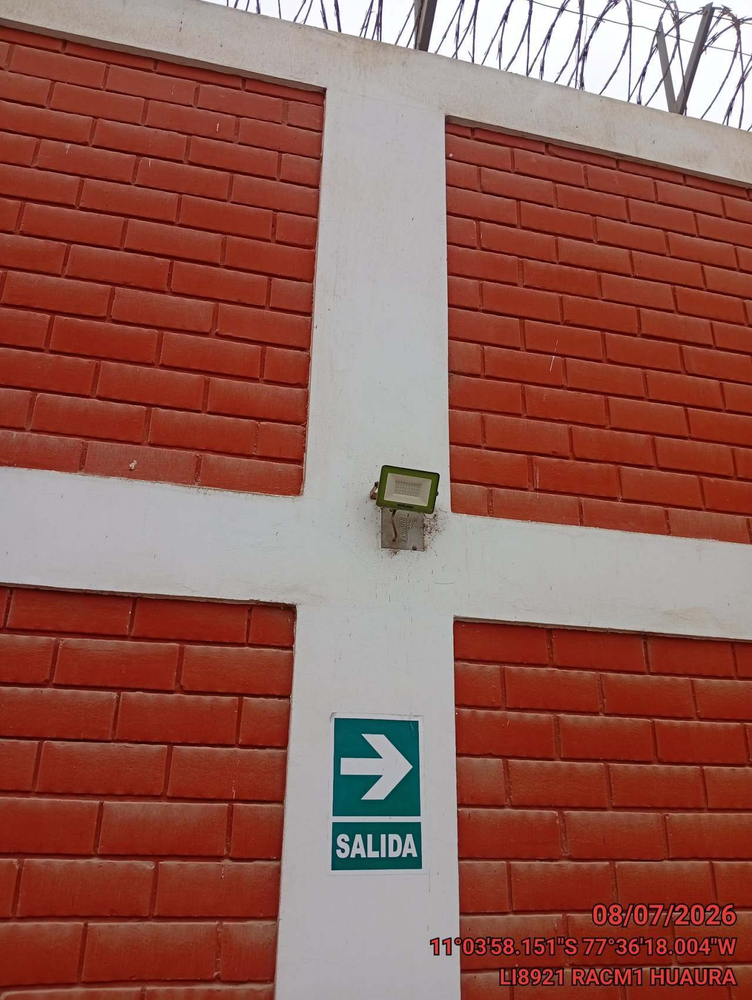 SALIDA
08/07/2026
11°03'58.151"S 77°36'18.004"W
LI8921 RACM1 HUAURA